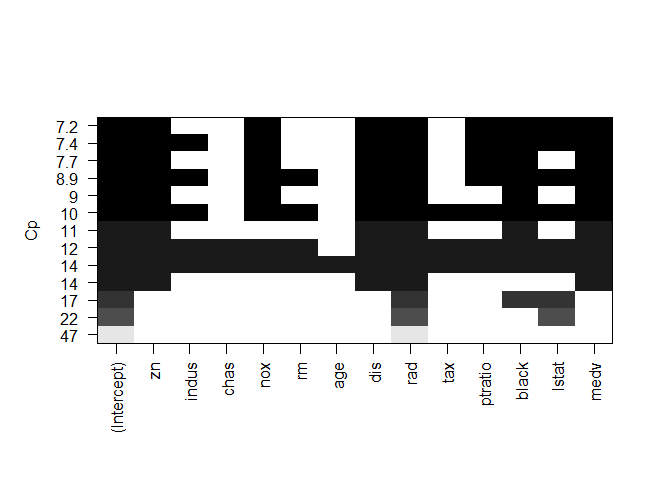 7.2
7.4
7.7
8.9
9
10
11
12
14
14
17
22
47
Cp
(Intercept)
zn
indus
chas
nox
rm
age
dis
rad
tax
ptratio
black
lstat
medv